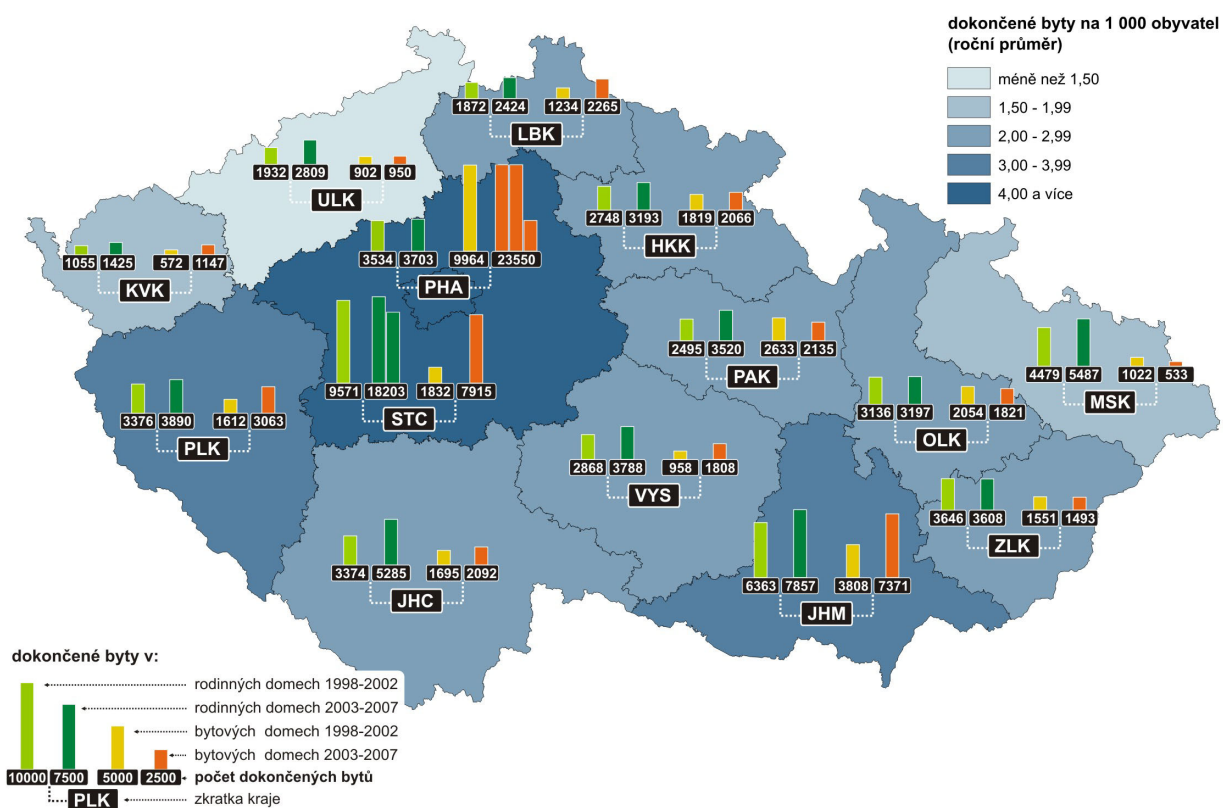 dokončené byty na 1 000 obyvatel
(roční průměr)
méně než 1,50
1,50 - 1,99
2,00 - 2,99
3,00 - 3,99
4,00 a více
1872 2424 1234 2265
LBK
1932 2809 902 950
ULK
2748 3193 1819 2066
HKK
1055 1425 572 1147
KVK
3534 3703 9964 23550
PHA
2495 3520 2633 2135
PAK
4479 5487 1022 533
MSK
9571 18203 1832 7915
STC
3376 3890 1612 3063
PLK
3136 3197 2054 1821
OLK
2868 3788 958 1808
VYS
3646 3608 1551 1493
ZLK
3374 5285 1695 2092
JHC
6363 7857 3808 7371
JHM
dokončené byty v:
rodinných domech 1998-2002
rodinných domech 2003-2007
bytových domech 1998-2002
bytových domech 2003-2007
10000 7500 5000 2500 počet dokončených bytů
PLK zkratka kraje